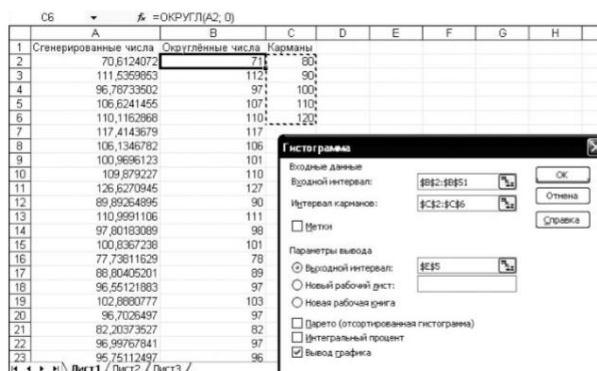 C6 fx =ОКРУГЛ(A2; 0)
A B C D E F G H
1 Сгенерированные числа Округлённые числа Карманы
2 70,6124072 71 80
3 111,5359853 112 90
4 96,78733502 97 100
5 106,6241455 107 110
6 110,1162868 110 120
7 117,4143679 117
8 106,1346782 106
9 100,9696123 101
10 109,879227 110
11 126,6270945 127
12 89,89264895 90
13 110,9991106 111
14 97,80183089 98
15 100,8367238 101
16 77,73811629 78
17 88,80405201 89
18 96,55121883 97
19 102,8880777 103
20 96,7026497 97
21 82,20373527 82
22 96,99767841 97
23 95,75112497 96
Лист1 / Лист2 / Лист3 /
Гистограмма
Входные данные
Входной интервал: $B$2:$B$51
Интервал карманов: $C$2:$C$6
Метки
Параметры вывода
Выходной интервал: $E$5
Новый рабочий лист:
Новая рабочая книга
Парето (отсортированная гистограмма)
Интегральный процент
Вывод графика
ОК
Отмена
Справка